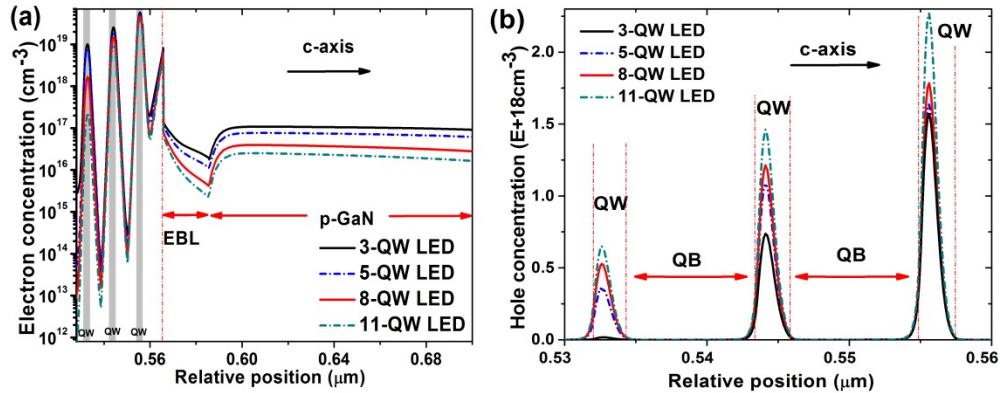 (a)
Electron concentration (cm-3)
10^19
10^18
10^17
10^16
10^15
10^14
10^13
10^12
c-axis
EBL
p-GaN
3-QW LED
5-QW LED
8-QW LED
11-QW LED
QW QW QW
0.56 0.60 0.64 0.68
Relative position (μm)
(b)
Hole concentration (E+18cm-3)
2.0
1.5
1.0
0.5
0.0
3-QW LED
5-QW LED
8-QW LED
11-QW LED
c-axis
QW
QW
QW
QB
QB
0.53 0.54 0.55 0.56
Relative position (μm)